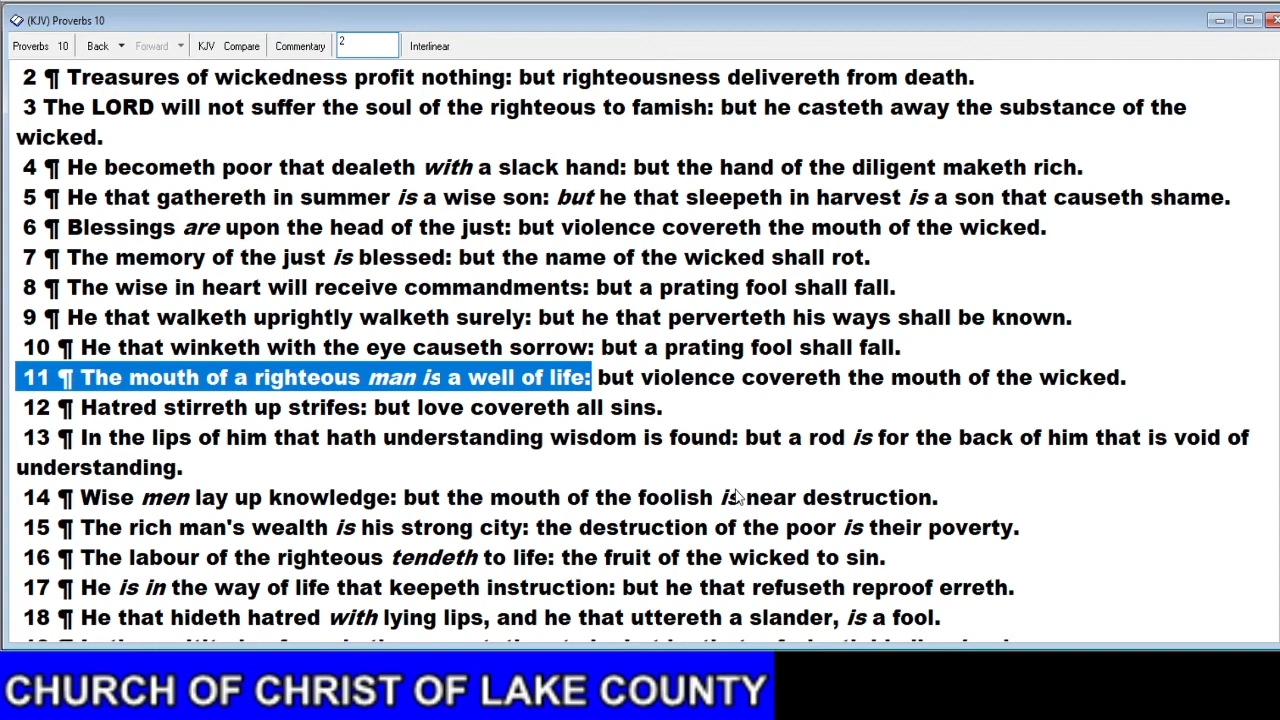 (KJV) Proverbs 10
Proverbs 10 Back Forward KJV Compare Commentary 2 Interlinear
2 ¶ Treasures of wickedness profit nothing: but righteousness delivereth from death.
3 The LORD will not suffer the soul of the righteous to famish: but he casteth away the substance of the
wicked.
4 ¶ He becometh poor that dealeth with a slack hand: but the hand of the diligent maketh rich.
5 ¶ He that gathereth in summer is a wise son: but he that sleepeth in harvest is a son that causeth shame.
6 ¶ Blessings are upon the head of the just: but violence covereth the mouth of the wicked.
7 ¶ The memory of the just is blessed: but the name of the wicked shall rot.
8 ¶ The wise in heart will receive commandments: but a prating fool shall fall.
9 ¶ He that walketh uprightly walketh surely: but he that perverteth his ways shall be known.
10 ¶ He that winketh with the eye causeth sorrow: but a prating fool shall fall.
11 ¶ The mouth of a righteous man is a well of life: but violence covereth the mouth of the wicked.
12 ¶ Hatred stirreth up strifes: but love covereth all sins.
13 ¶ In the lips of him that hath understanding wisdom is found: but a rod is for the back of him that is void of
understanding.
14 ¶ Wise men lay up knowledge: but the mouth of the foolish is near destruction.
15 ¶ The rich man's wealth is his strong city: the destruction of the poor is their poverty.
16 ¶ The labour of the righteous tendeth to life: the fruit of the wicked to sin.
17 ¶ He is in the way of life that keepeth instruction: but he that refuseth reproof erreth.
18 ¶ He that hideth hatred with lying lips, and he that uttereth a slander, is a fool.
CHURCH OF CHRIST OF LAKE COUNTY